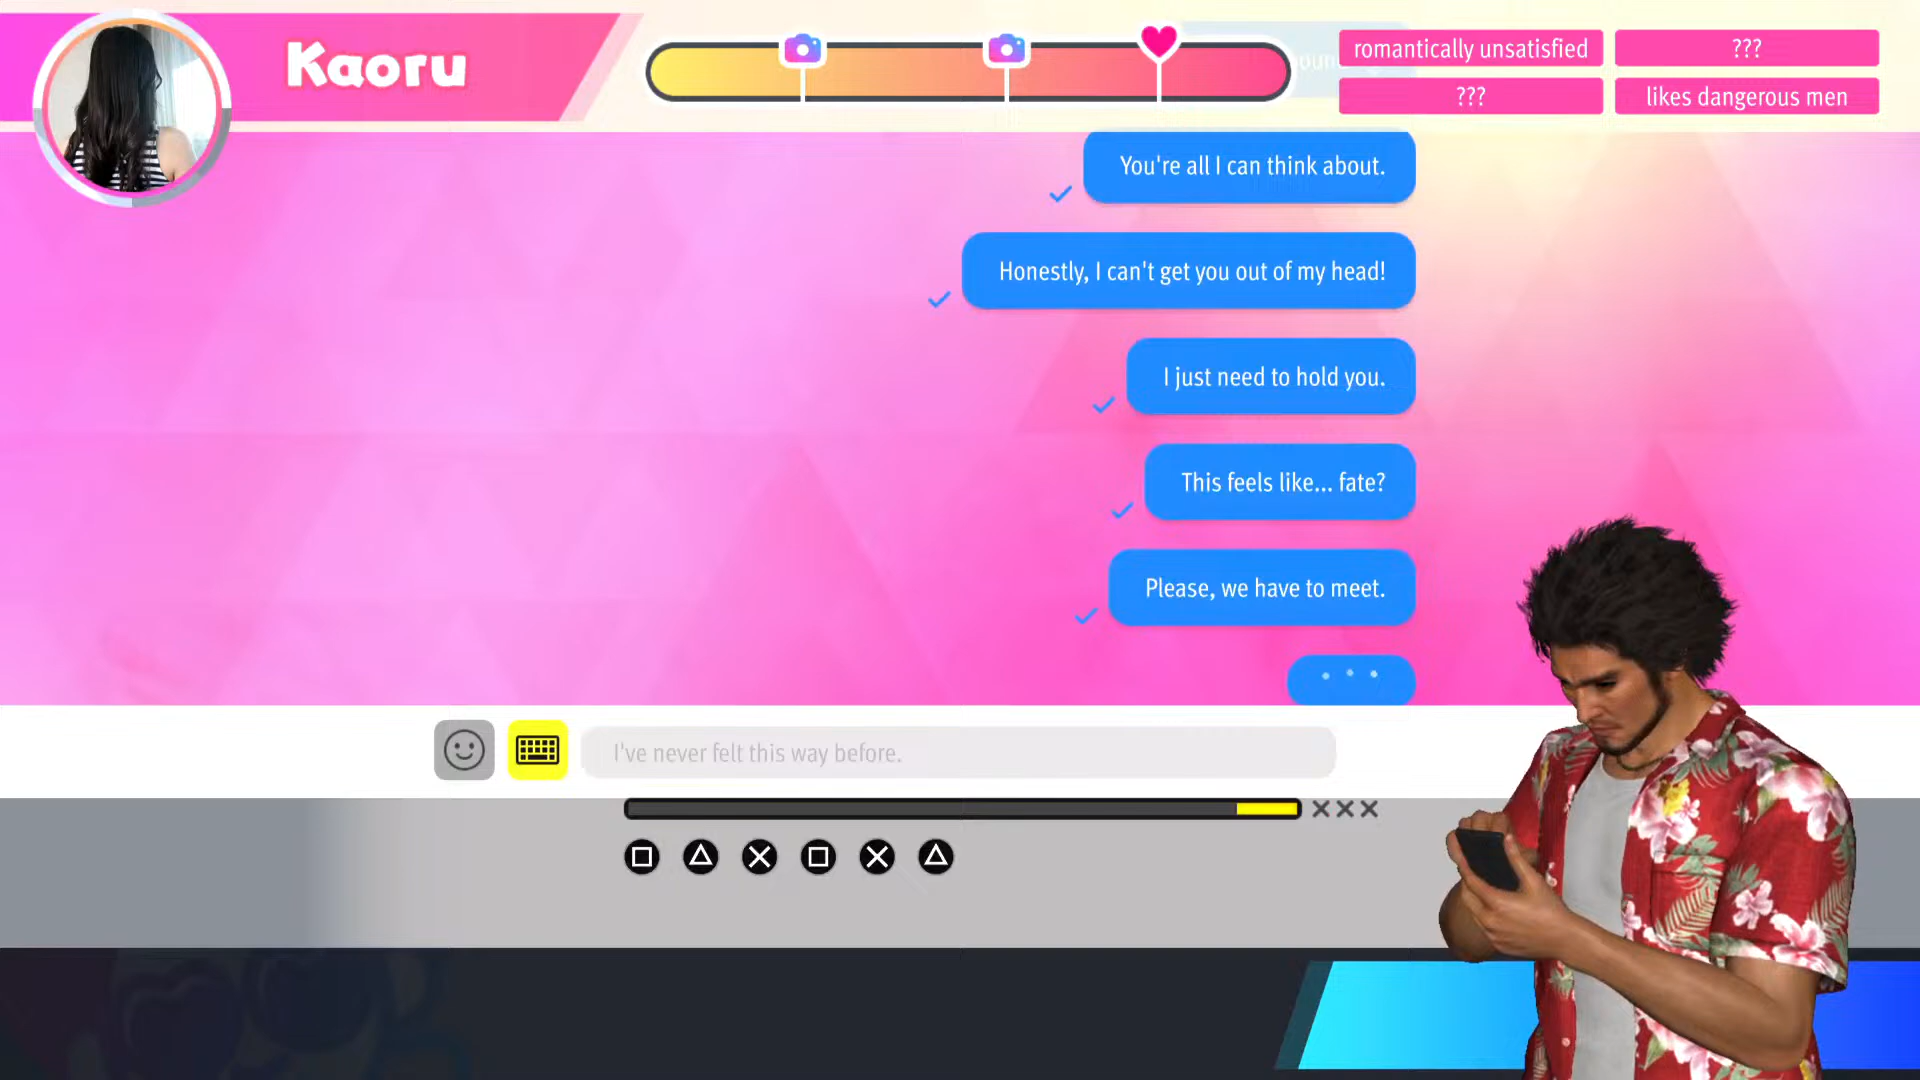 Kaoru
romantically unsatisfied
???
???
likes dangerous men
You're all I can think about.
Honestly, I can't get you out of my head!
I just need to hold you.
This feels like... fate?
Please, we have to meet.
I've never felt this way before.